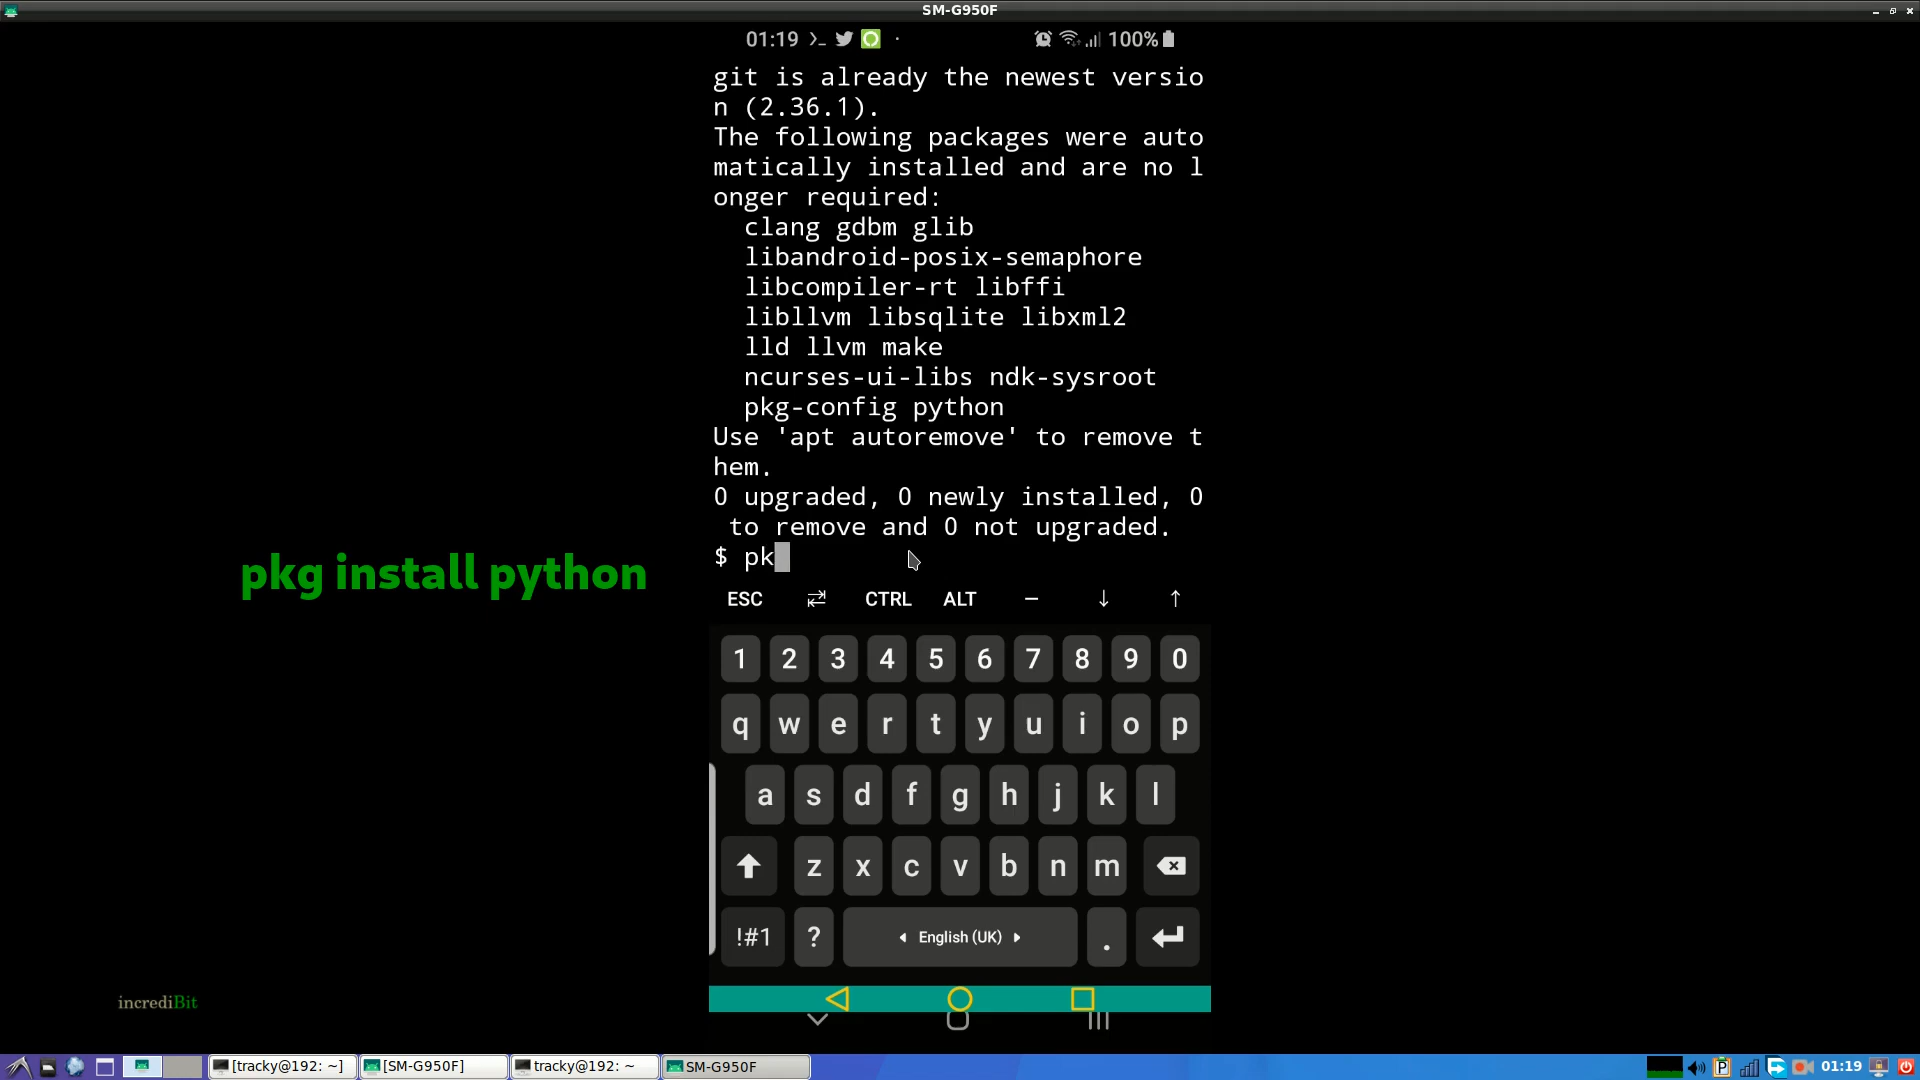 SM-G950F
01:19
100%
git is already the newest versio
n (2.36.1).
The following packages were auto
matically installed and are no l
onger required:
clang gdbm glib
libandroid-posix-semaphore
libcompiler-rt libffi
libllvm libsqlite libxml2
lld llvm make
ncurses-ui-libs ndk-sysroot
pkg-config python
Use 'apt autoremove' to remove t
hem.
0 upgraded, 0 newly installed, 0
to remove and 0 not upgraded.
$ pk
pkg install python
ESC ⇄ CTRL ALT — ↓ ↑
1 2 3 4 5 6 7 8 9 0
q w e r t y u i o p
a s d f g h j k l
z x c v b n m
!#1 ? English (UK) .
incrediBit
[tracky@192: ~] [SM-G950F] tracky@192: ~ SM-G950F 01:19